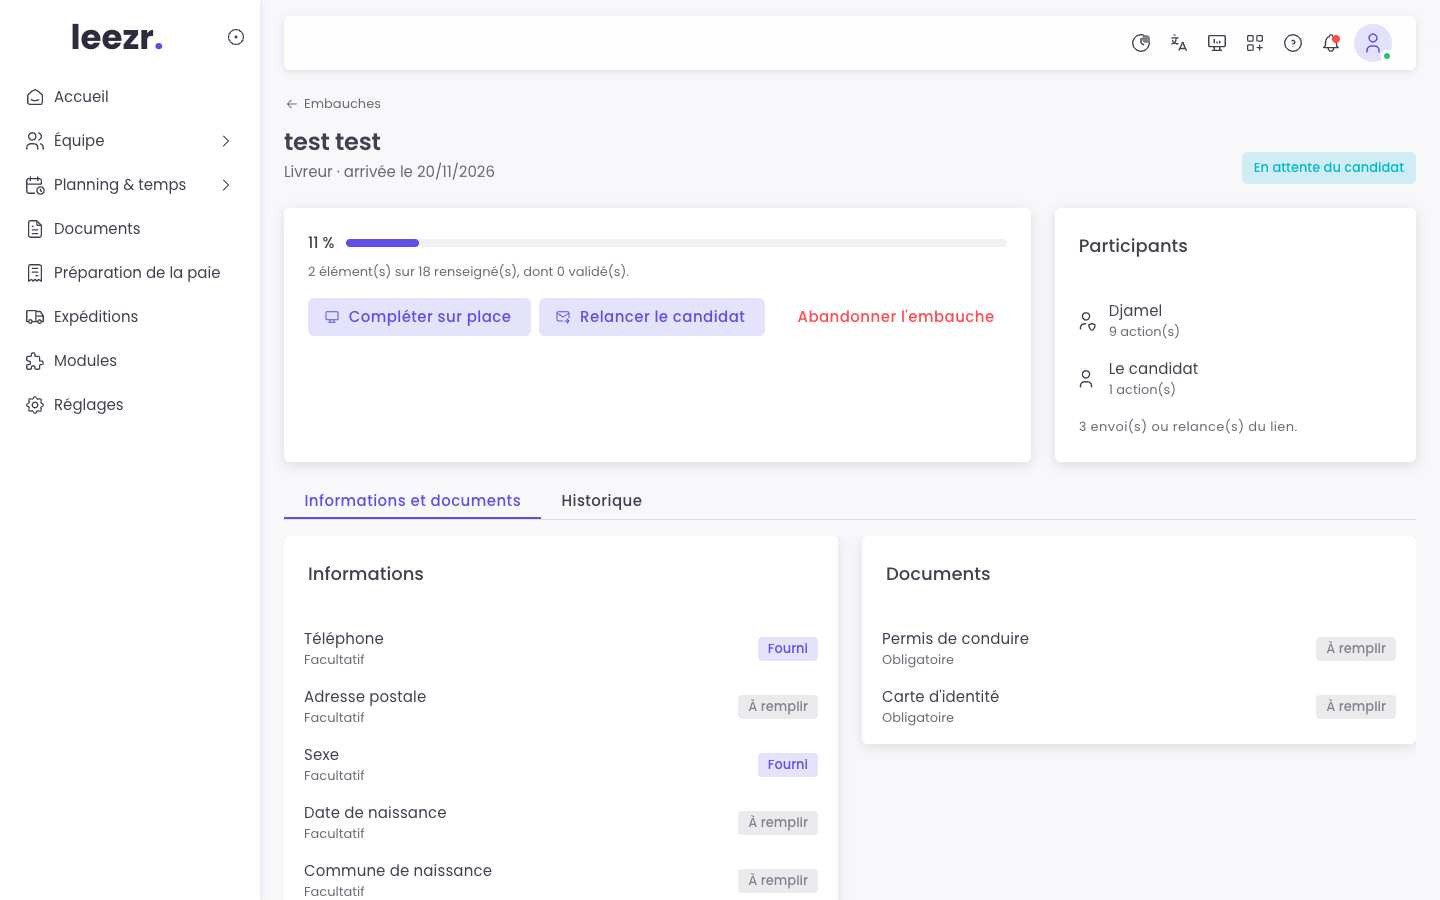 leezr.
Accueil
Équipe
Planning & temps
Documents
Préparation de la paie
Expéditions
Modules
Réglages
Embauches
test test
Livreur · arrivée le 20/11/2026
En attente du candidat
11 %
2 élément(s) sur 18 renseigné(s), dont 0 validé(s).
Compléter sur place
Relancer le candidat
Abandonner l'embauche
Participants
Djamel
9 action(s)
Le candidat
1 action(s)
3 envoi(s) ou relance(s) du lien.
Informations et documents
Historique
Informations
Téléphone
Facultatif
Fourni
Adresse postale
Facultatif
À remplir
Sexe
Facultatif
Fourni
Date de naissance
Facultatif
À remplir
Commune de naissance
Facultatif
À remplir
Documents
Permis de conduire
Obligatoire
À remplir
Carte d'identité
Obligatoire
À remplir